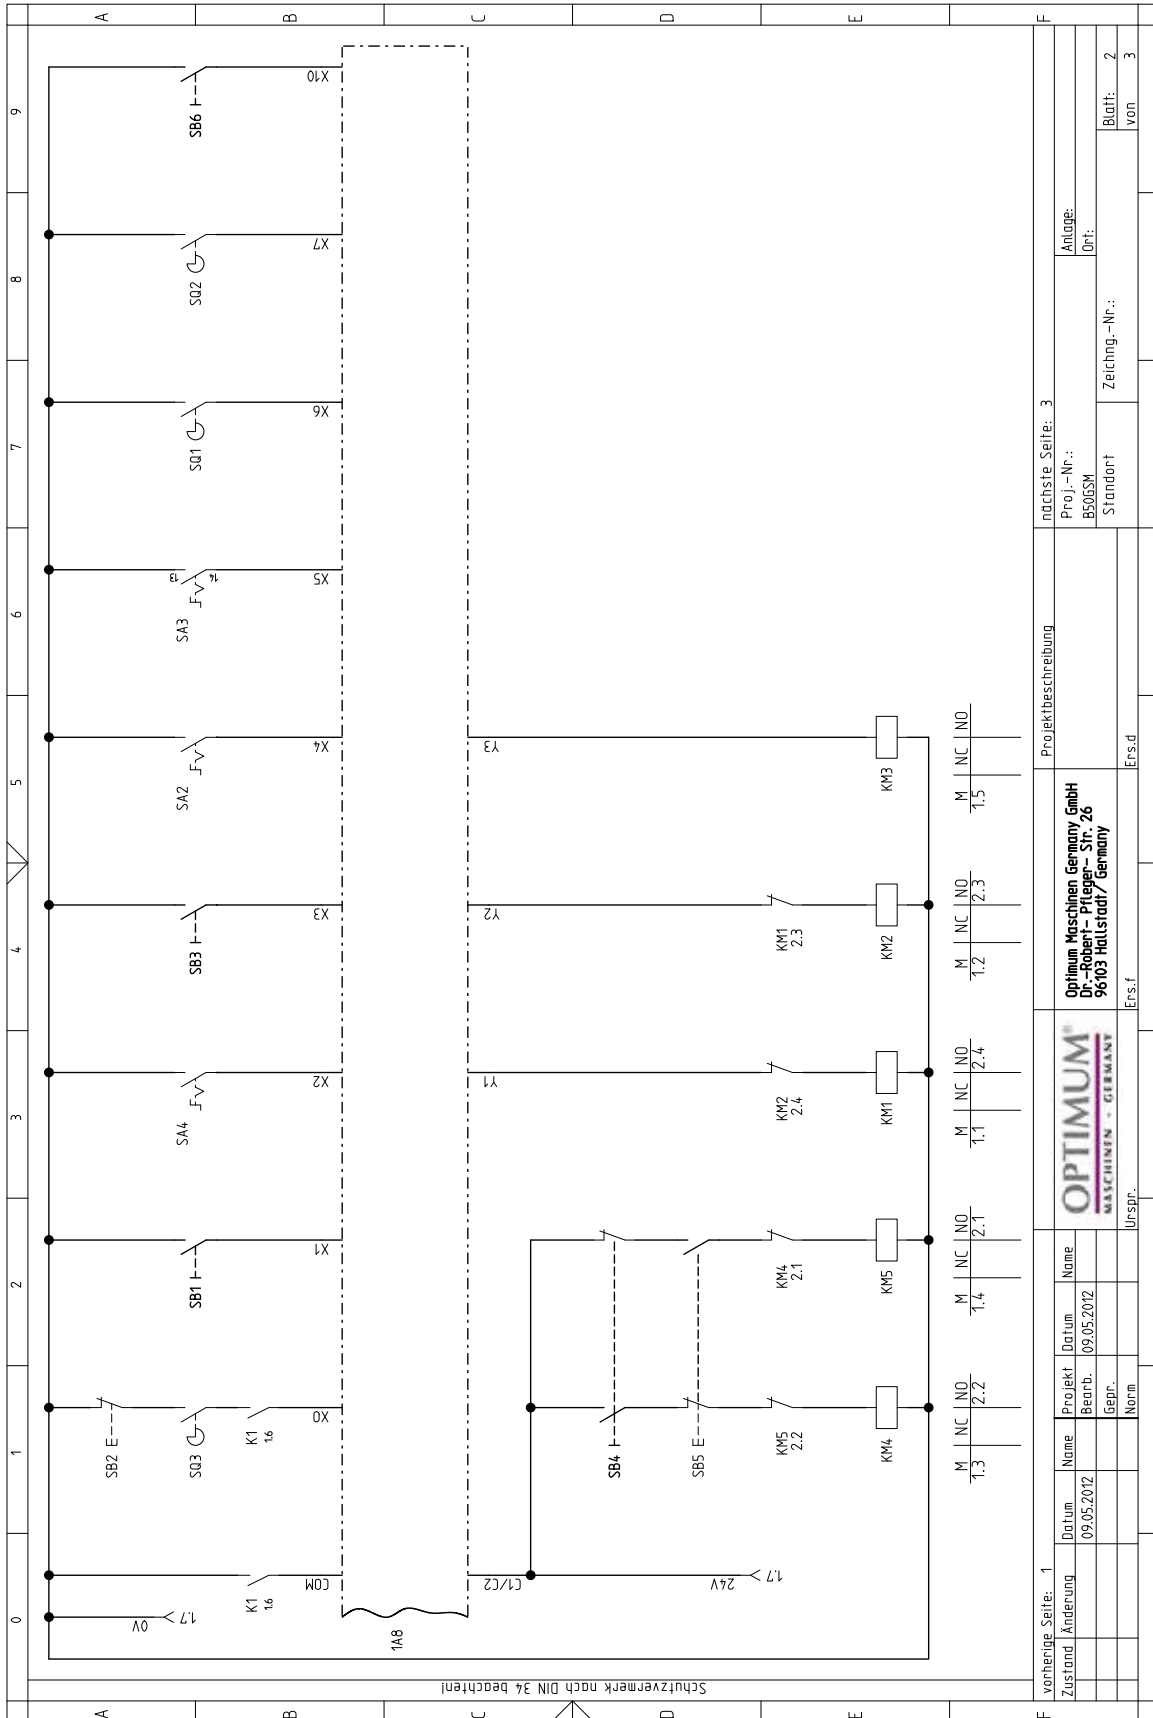 0 1 2 3 4 5 6 7 8 9
A
B
C
D
E
F
A
B
C
D
E
F
Schutzvermerk nach DIN 34 beachten!
0V
1.7
K1
1.6
COM
SB2
SQ3
K1
1.6
X0
SB1
X1
SA4
X2
SB3
X3
SA2
X4
SA3
13
14
X5
SQ1
X6
SQ2
X7
SB6
X10
1A8
C1/C2
24V
1.7
Y1
Y2
Y3
SB4
SB5
KM5
2.2
KM4
KM4
2.1
KM5
KM2
2.4
KM1
KM1
2.3
KM2
KM3
M NC NO
1.3 2.2
M NC NO
1.4 2.1
M NC NO
1.1 2.4
M NC NO
1.2 2.3
M NC NO
1.5
vorherige Seite: 1
nächste Seite: 3
Zustand Änderung Datum Name
09.05.2012
Projekt Datum Name
Bearb. 09.05.2012
Gepr.
Norm
Urspr.
Ers.f
Ers.d
OPTIMUM®
MASCHINEN - GERMANY
Optimum Maschinen Germany GmbH
Dr.-Robert- Pfleger- Str. 26
96103 Hallstadt/ Germany
Projektbeschreibung
Proj.-Nr.:
B50GSM
Standort
Zeichng.-Nr.:
Anlage:
Ort:
Blatt: 2
von 3